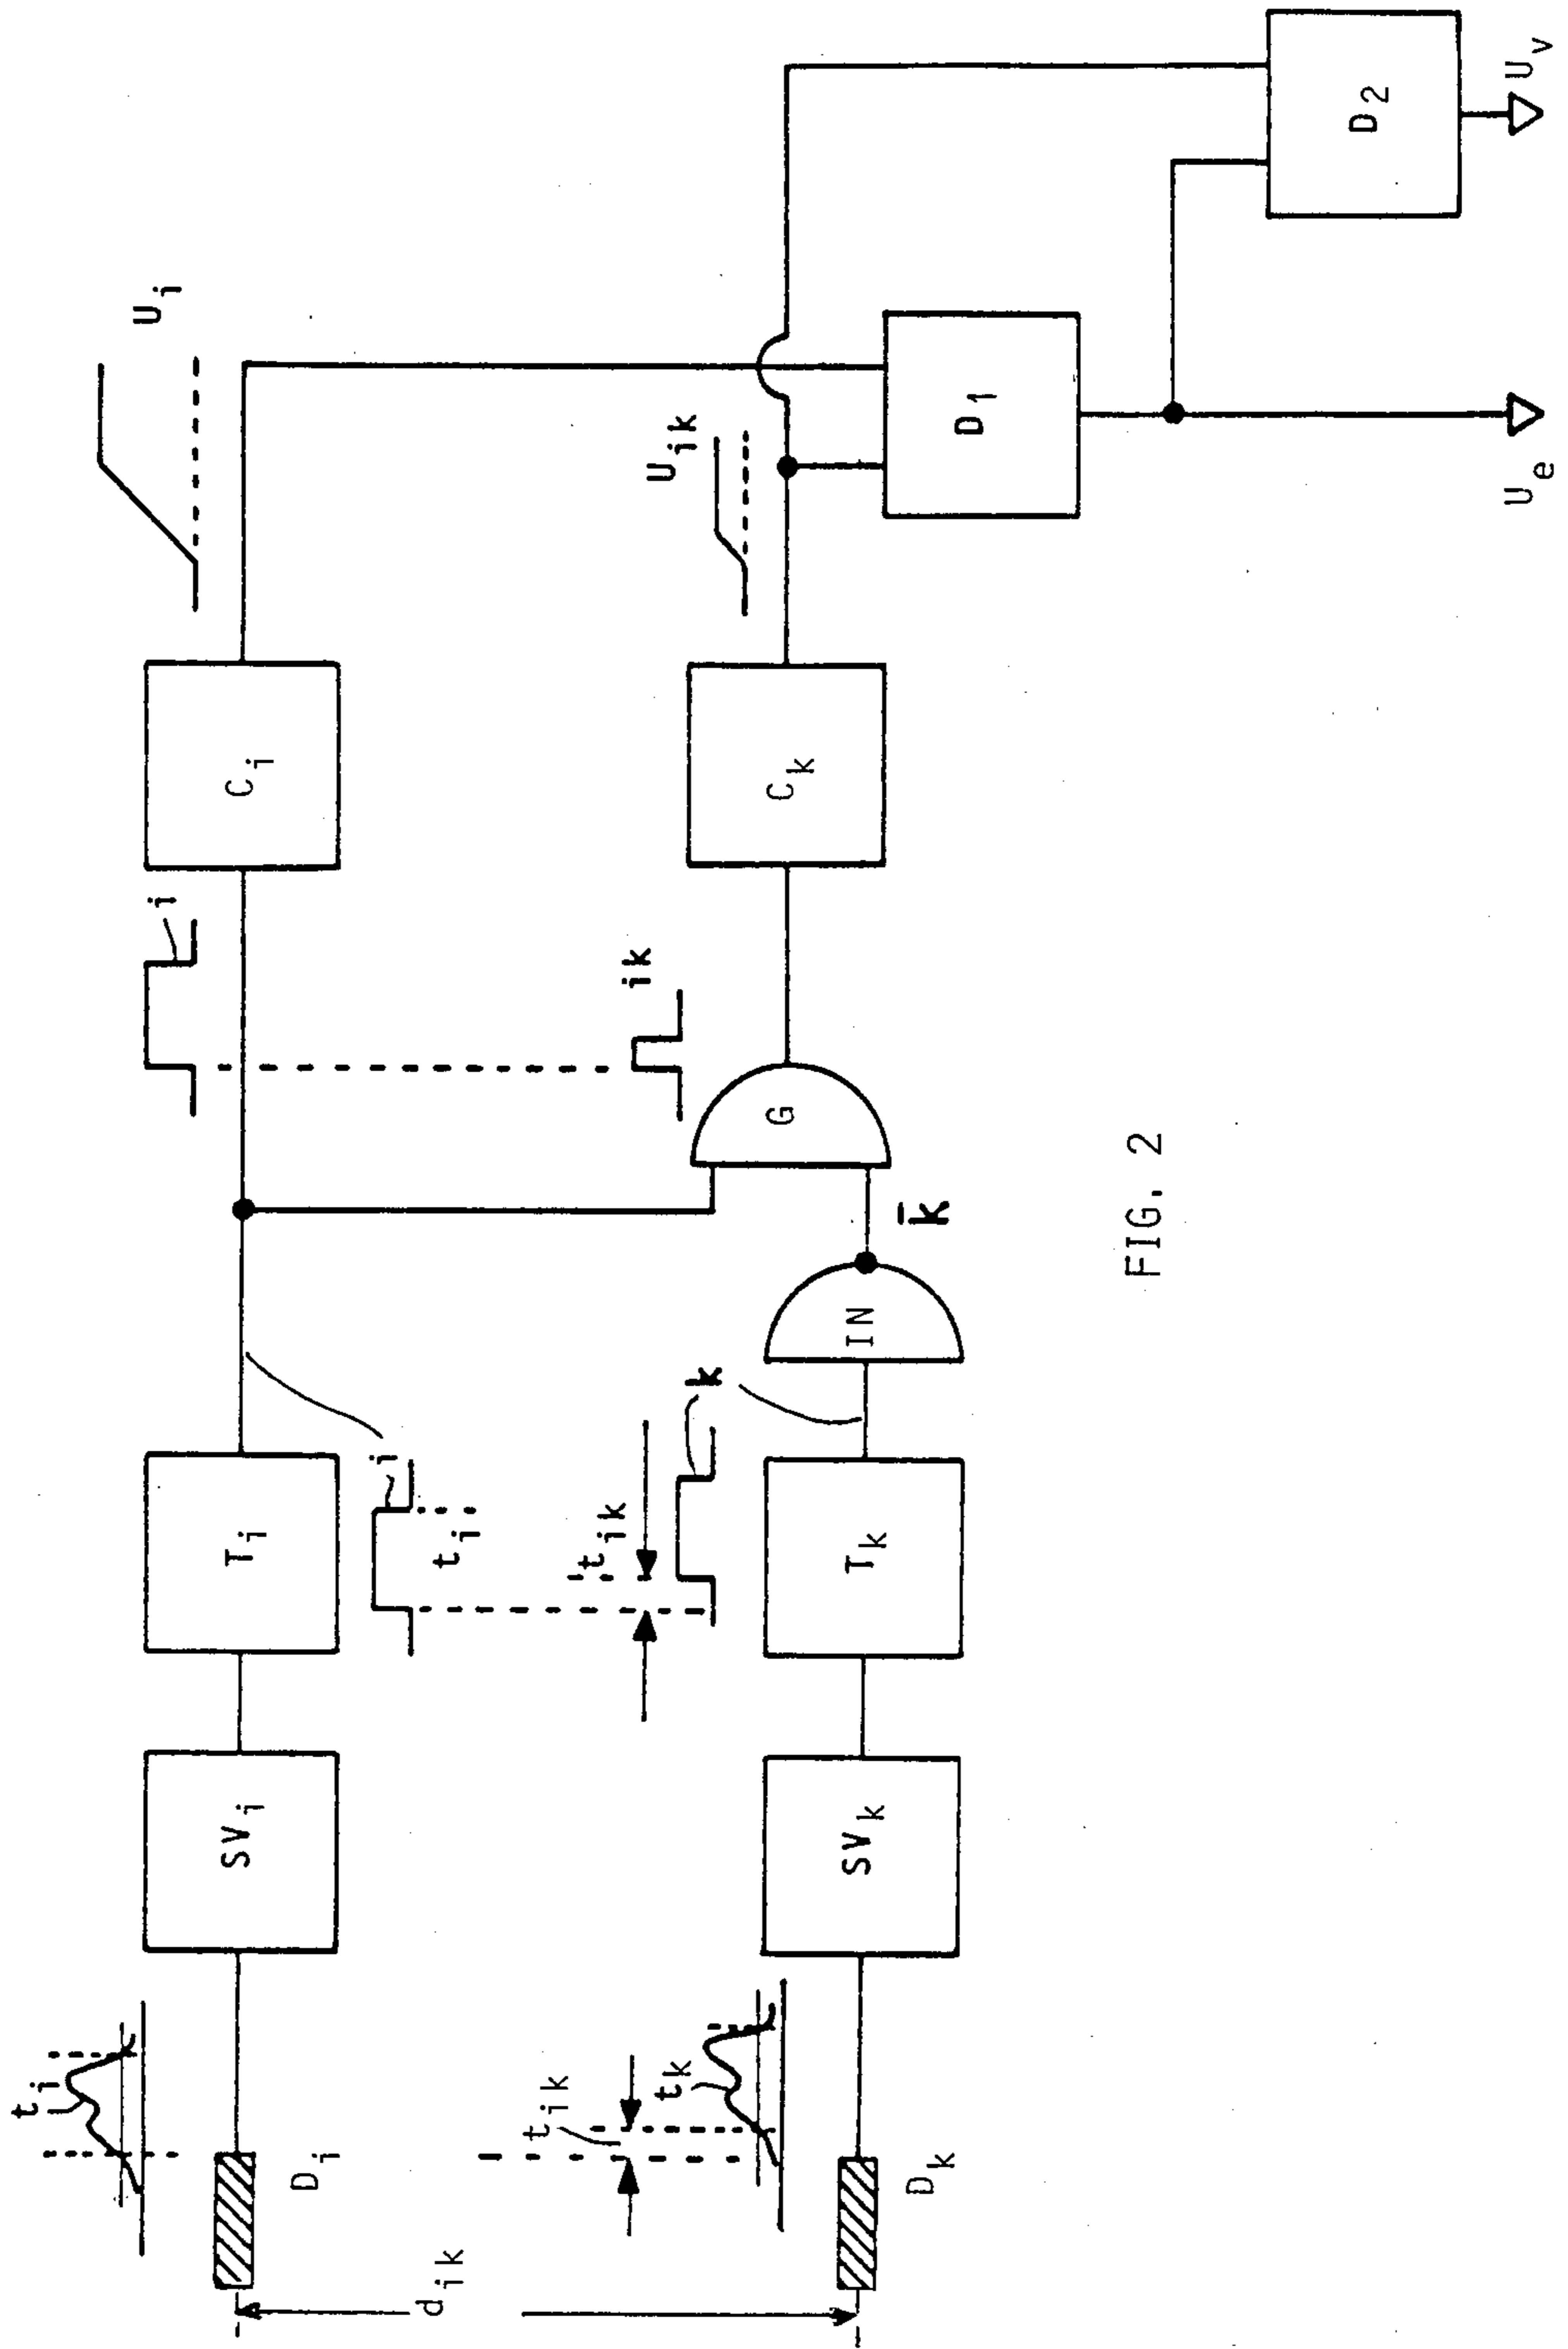 t_i
D_i
SV_i
T_i
i
t_i
i
C_i
U_i
d_ik
t_ik
t_k
D_k
SV_k
t_ik
k
T_k
IN
k̄
G
ik
C_k
U_ik
D_1
D_2
U_e
U_v
FIG. 2